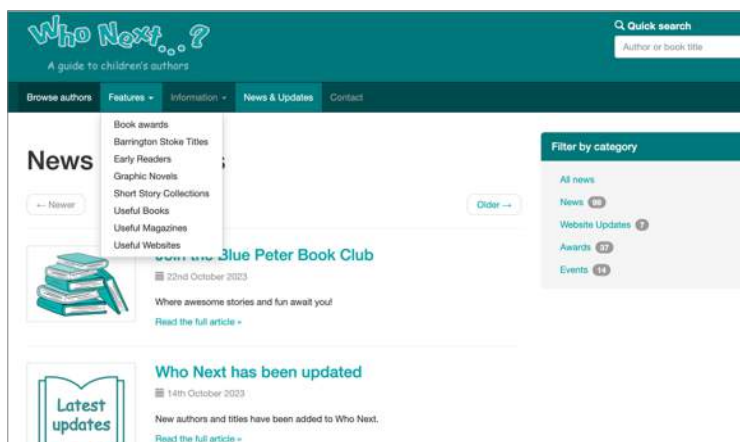 Who Next...?
A guide to children's authors
Quick search
Author or book title
Browse authors Features Information News & Updates Contact
Book awards
Barrington Stoke Titles
Early Readers
Graphic Novels
Short Story Collections
Useful Books
Useful Magazines
Useful Websites
News
← Newer
Older →
Join the Blue Peter Book Club
22nd October 2023
Where awesome stories and fun await you!
Read the full article »
Latest
updates
Who Next has been updated
14th October 2023
New authors and titles have been added to Who Next.
Read the full article »
Filter by category
All news
News 98
Website Updates 7
Awards 37
Events 14